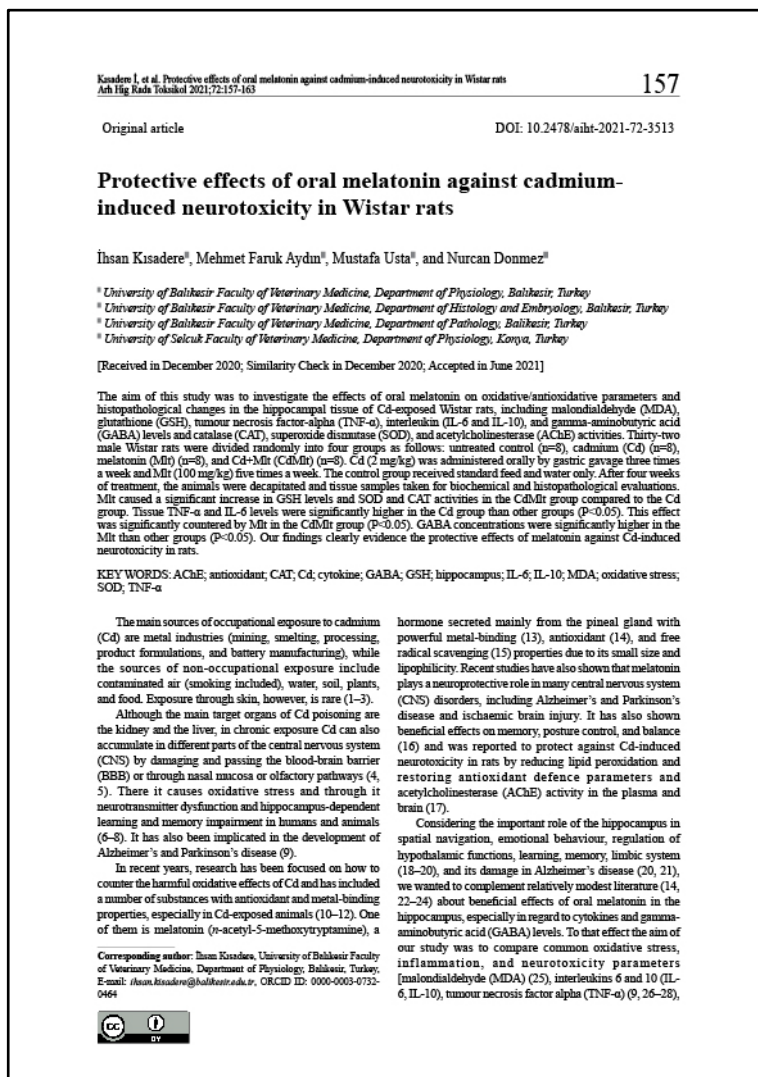 Kısadere İ, et al. Protective effects of oral melatonin against cadmium-induced neurotoxicity in Wistar rats
Arh Hig Rada Toksikol 2021;72:157-163
157
Original article
DOI: 10.2478/aiht-2021-72-3513
Protective effects of oral melatonin against cadmium-
induced neurotoxicity in Wistar rats
İhsan Kısadere, Mehmet Faruk Aydın, Mustafa Usta, and Nurcan Donmez
University of Balıkesir Faculty of Veterinary Medicine, Department of Physiology, Balıkesir, Turkey
University of Balıkesir Faculty of Veterinary Medicine, Department of Histology and Embryology, Balıkesir, Turkey
University of Balıkesir Faculty of Veterinary Medicine, Department of Pathology, Balıkesir, Turkey
University of Selcuk Faculty of Veterinary Medicine, Department of Physiology, Konya, Turkey
[Received in December 2020; Similarity Check in December 2020; Accepted in June 2021]
The aim of this study was to investigate the effects of oral melatonin on oxidative/antioxidative parameters and
histopathological changes in the hippocampal tissue of Cd-exposed Wistar rats, including malondialdehyde (MDA),
glutathione (GSH), tumour necrosis factor-alpha (TNF-α), interleukin (IL-6 and IL-10), and gamma-aminobutyric acid
(GABA) levels and catalase (CAT), superoxide dismutase (SOD), and acetylcholinesterase (AChE) activities. Thirty-two
male Wistar rats were divided randomly into four groups as follows: untreated control (n=8), cadmium (Cd) (n=8),
melatonin (Mlt) (n=8), and Cd+Mlt (CdMlt) (n=8). Cd (2 mg/kg) was administered orally by gastric gavage three times
a week and Mlt (100 mg/kg) five times a week. The control group received standard feed and water only. After four weeks
of treatment, the animals were decapitated and tissue samples taken for biochemical and histopathological evaluations.
Mlt caused a significant increase in GSH levels and SOD and CAT activities in the CdMlt group compared to the Cd
group. Tissue TNF-α and IL-6 levels were significantly higher in the Cd group than other groups (P<0.05). This effect
was significantly countered by Mlt in the CdMlt group (P<0.05). GABA concentrations were significantly higher in the
Mlt than other groups (P<0.05). Our findings clearly evidence the protective effects of melatonin against Cd-induced
neurotoxicity in rats.
KEY WORDS: AChE; antioxidant; CAT; Cd; cytokine; GABA; GSH; hippocampus; IL-6; IL-10; MDA; oxidative stress;
SOD; TNF-α
The main sources of occupational exposure to cadmium
(Cd) are metal industries (mining, smelting, processing,
product formulations, and battery manufacturing), while
the sources of non-occupational exposure include
contaminated air (smoking included), water, soil, plants,
and food. Exposure through skin, however, is rare (1–3).
Although the main target organs of Cd poisoning are
the kidney and the liver, in chronic exposure Cd can also
accumulate in different parts of the central nervous system
(CNS) by damaging and passing the blood-brain barrier
(BBB) or through nasal mucosa or olfactory pathways (4,
5). There it causes oxidative stress and through it
neurotransmitter dysfunction and hippocampus-dependent
learning and memory impairment in humans and animals
(6–8). It has also been implicated in the development of
Alzheimer's and Parkinson's disease (9).
In recent years, research has been focused on how to
counter the harmful oxidative effects of Cd and has included
a number of substances with antioxidant and metal-binding
properties, especially in Cd-exposed animals (10–12). One
of them is melatonin (n-acetyl-5-methoxytryptamine), a
Corresponding author: İhsan Kısadere, University of Balıkesir Faculty
of Veterinary Medicine, Department of Physiology, Balıkesir, Turkey,
E-mail: ihsan.kisadere@balikesir.edu.tr, ORCID ID: 0000-0003-0732-
0464
hormone secreted mainly from the pineal gland with
powerful metal-binding (13), antioxidant (14), and free
radical scavenging (15) properties due to its small size and
lipophilicity. Recent studies have also shown that melatonin
plays a neuroprotective role in many central nervous system
(CNS) disorders, including Alzheimer's and Parkinson's
disease and ischaemic brain injury. It has also shown
beneficial effects on memory, posture control, and balance
(16) and was reported to protect against Cd-induced
neurotoxicity in rats by reducing lipid peroxidation and
restoring antioxidant defence parameters and
acetylcholinesterase (AChE) activity in the plasma and
brain (17).
Considering the important role of the hippocampus in
spatial navigation, emotional behaviour, regulation of
hypothalamic functions, learning, memory, limbic system
(18–20), and its damage in Alzheimer's disease (20, 21),
we wanted to complement relatively modest literature (14,
22–24) about beneficial effects of oral melatonin in the
hippocampus, especially in regard to cytokines and gamma-
aminobutyric acid (GABA) levels. To that effect the aim of
our study was to compare common oxidative stress,
inflammation, and neurotoxicity parameters
[malondialdehyde (MDA) (25), interleukins 6 and 10 (IL-
6, IL-10), tumour necrosis factor alpha (TNF-α) (9, 26–28),
cc
BY